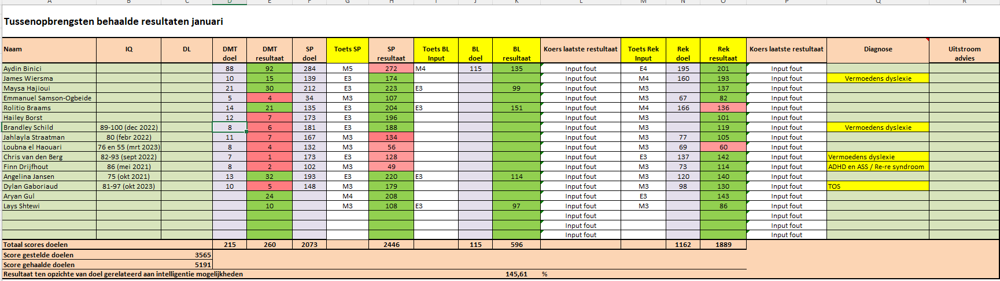 A B C D E F G H I J K L M N O P Q R
Tussenopbrengsten behaalde resultaten januari
Naam IQ DL DMT doel DMT resultaat SP doel Toets SP SP resultaat Toets BL Input BL doel BL resultaat Koers laatste restultaat Toets Rek Input Rek doel Rek resultaat Koers laatste restultaat Diagnose Uitstroom advies
Aydin Binici 88 92 284 M5 272 M4 115 135 Input fout E4 195 201 Input fout
James Wiersma 10 15 139 E3 174 Input fout M4 160 193 Input fout Vermoedens dyslexie
Maysa Hajioui 21 30 212 E3 223 E3 99 Input fout M3 137 Input fout
Emmanuel Samson-Ogbeide 5 4 34 M3 107 Input fout M3 67 82 Input fout
Rolitio Braams 14 21 135 E3 204 E3 151 Input fout M4 166 136 Input fout
Hailey Borst 12 7 173 E3 196 Input fout M3 101 Input fout
Brandley Schild 89-100 (dec 2022) 8 6 181 E3 188 Input fout M3 119 Input fout Vermoedens dyslexie
Jahlayla Straatman 80 (febr 2022) 11 7 167 M3 134 Input fout M3 77 105 Input fout
Loubna el Haouari 76 en 55 (mrt 2023) 8 4 132 M3 56 Input fout M3 69 60 Input fout
Chris van den Berg 82-93 (sept 2022) 7 1 173 E3 128 Input fout E3 137 142 Input fout Vermoedens dyslexie
Finn Drijfhout 86 (mei 2021) 8 2 102 M3 49 Input fout M3 73 114 Input fout ADHD en ASS / Re-re syndroom
Angelina Jansen 75 (okt 2021) 13 32 193 E3 220 E3 114 Input fout M3 120 140 Input fout
Dylan Gaboriaud 81-97 (okt 2023) 10 5 148 M3 179 Input fout M3 98 130 Input fout TOS
Aryan Gul 24 M4 208 Input fout E3 143 Input fout
Lays Shtewi 10 M3 108 E3 97 Input fout M3 86 Input fout
Input fout Input fout
Input fout Input fout
Input fout Input fout
Totaal scores doelen 215 260 2073 2446 115 596 1162 1889
Score gestelde doelen 3565
Score gehaalde doelen 5191
Resultaat ten opzichte van doel gerelateerd aan intelligentie mogelijkheden 145,61 %